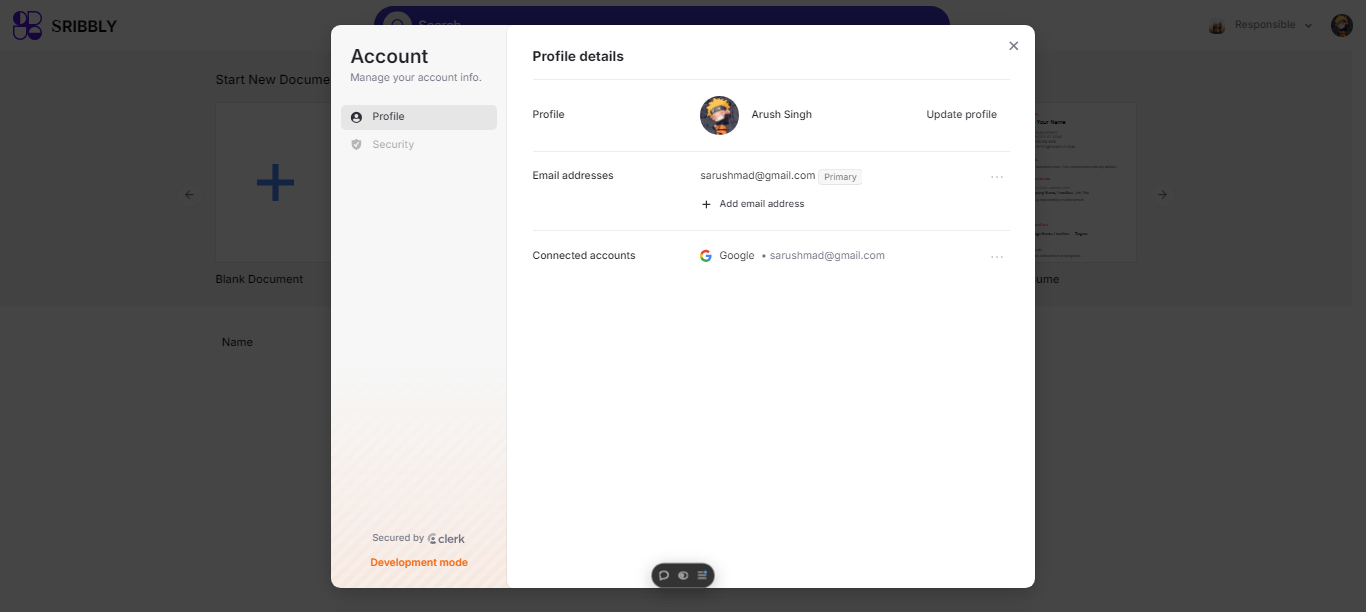 SRIBBLY
Search
Responsible
Start New Docume
Blank Document
Name
Your Name
ume
Account
Manage your account info.
Profile
Security
Secured by clerk
Development mode
Profile details
Profile
Arush Singh
Update profile
Email addresses
sarushmad@gmail.com Primary
Add email address
Connected accounts
Google • sarushmad@gmail.com